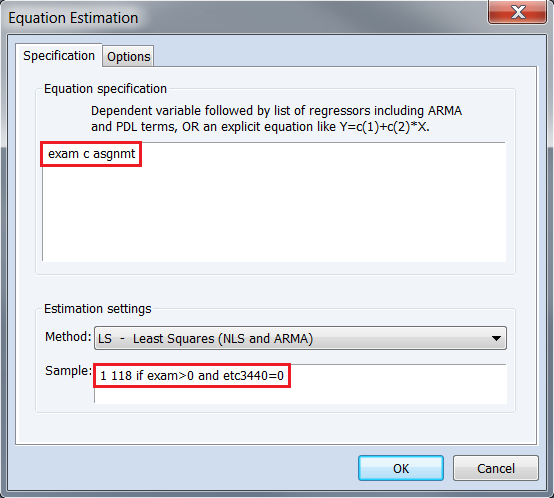 Equation Estimation
Specification
Options
Equation specification
Dependent variable followed by list of regressors including ARMA
and PDL terms, OR an explicit equation like Y=c(1)+c(2)*X.
exam c asgnmt
Estimation settings
Method: LS - Least Squares (NLS and ARMA)
Sample: 1 118 if exam>0 and etc3440=0
OK
Cancel